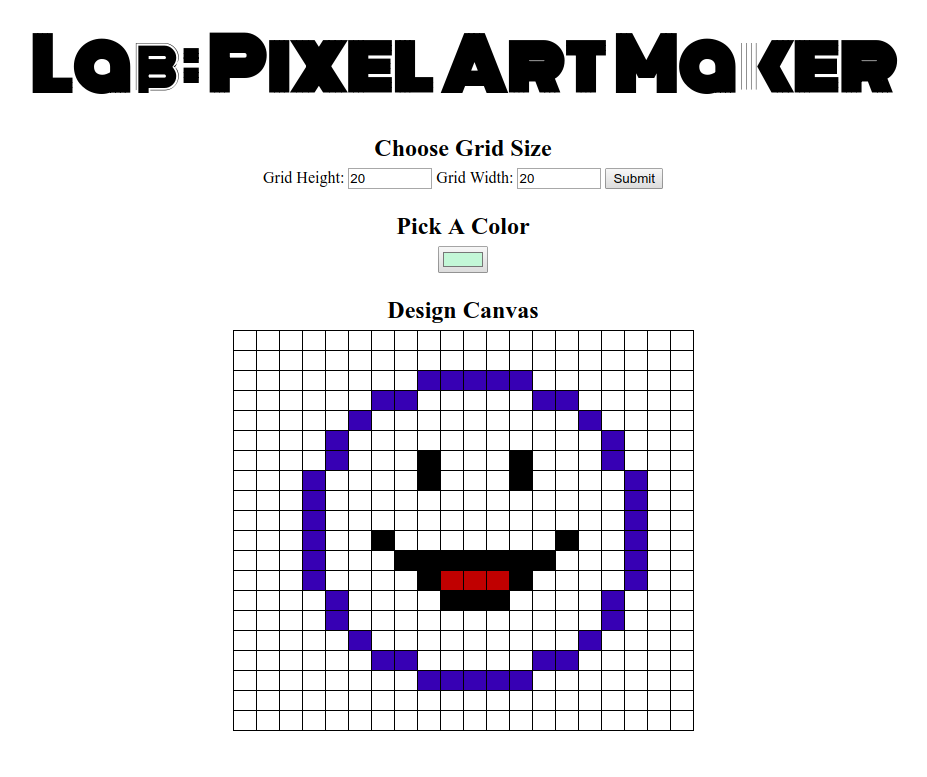 Lab: Pixel Art Maker
Choose Grid Size
Grid Height: 20 Grid Width: 20 Submit
Pick A Color
Design Canvas